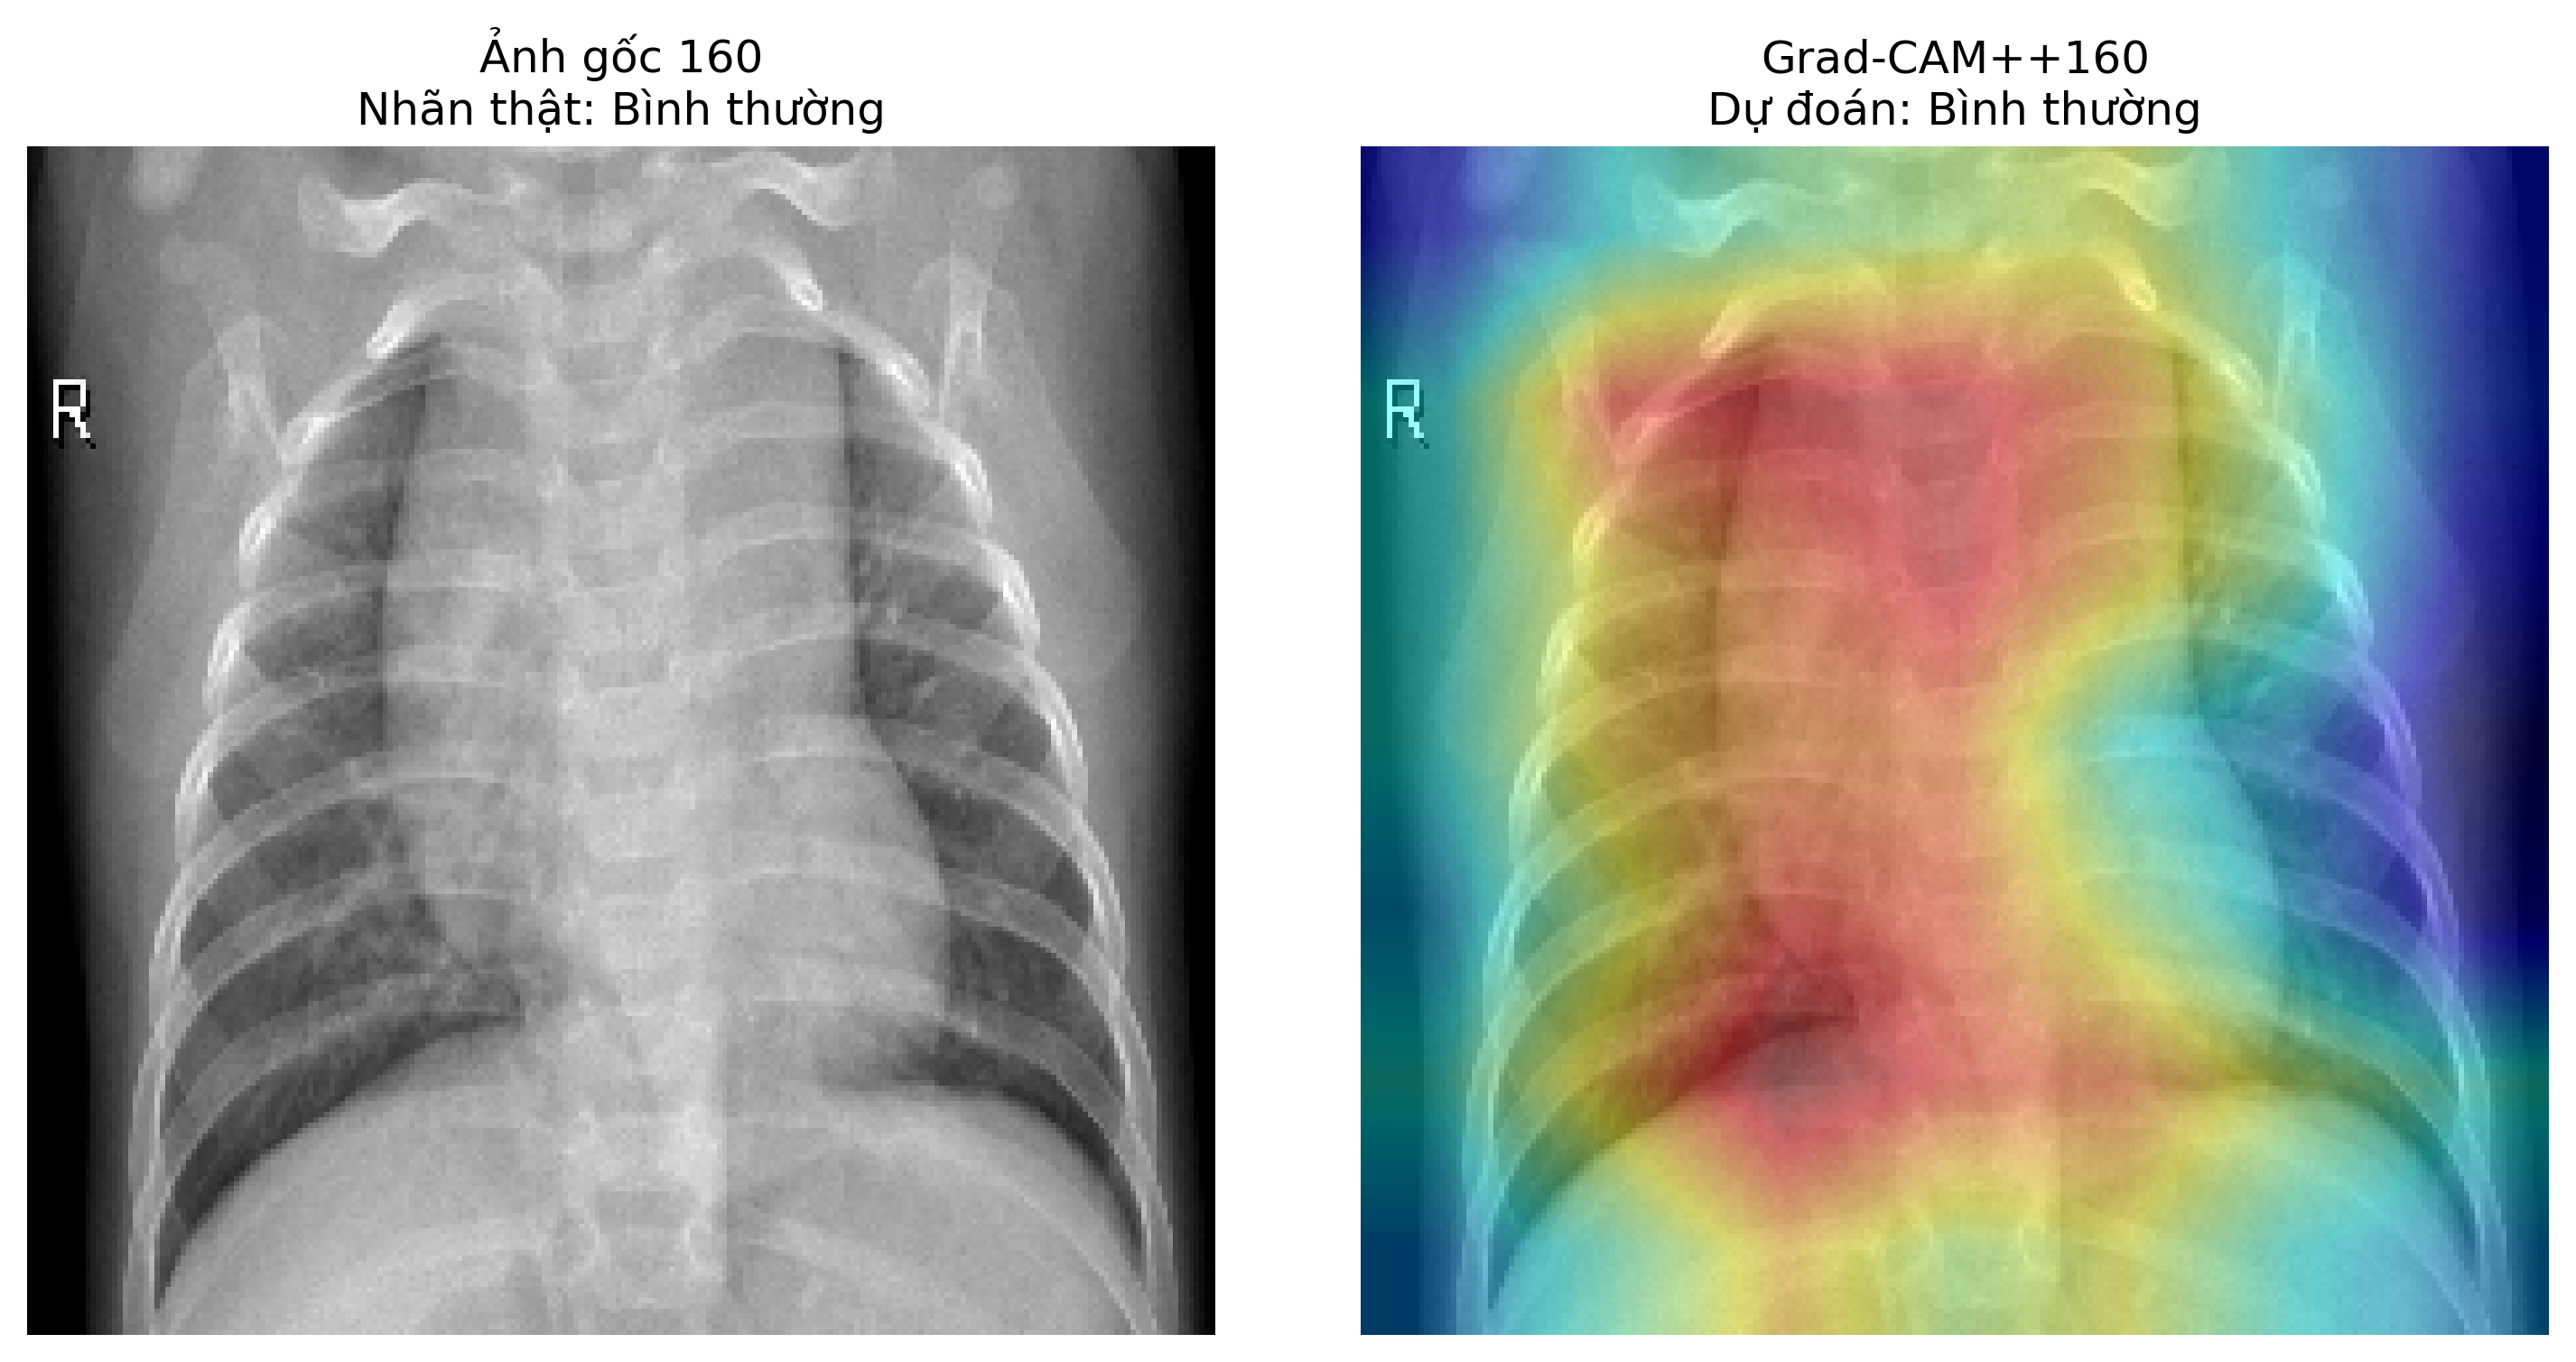 Ảnh gốc 160
Nhãn thật: Bình thường
Grad-CAM++160
Dự đoán: Bình thường
R
R